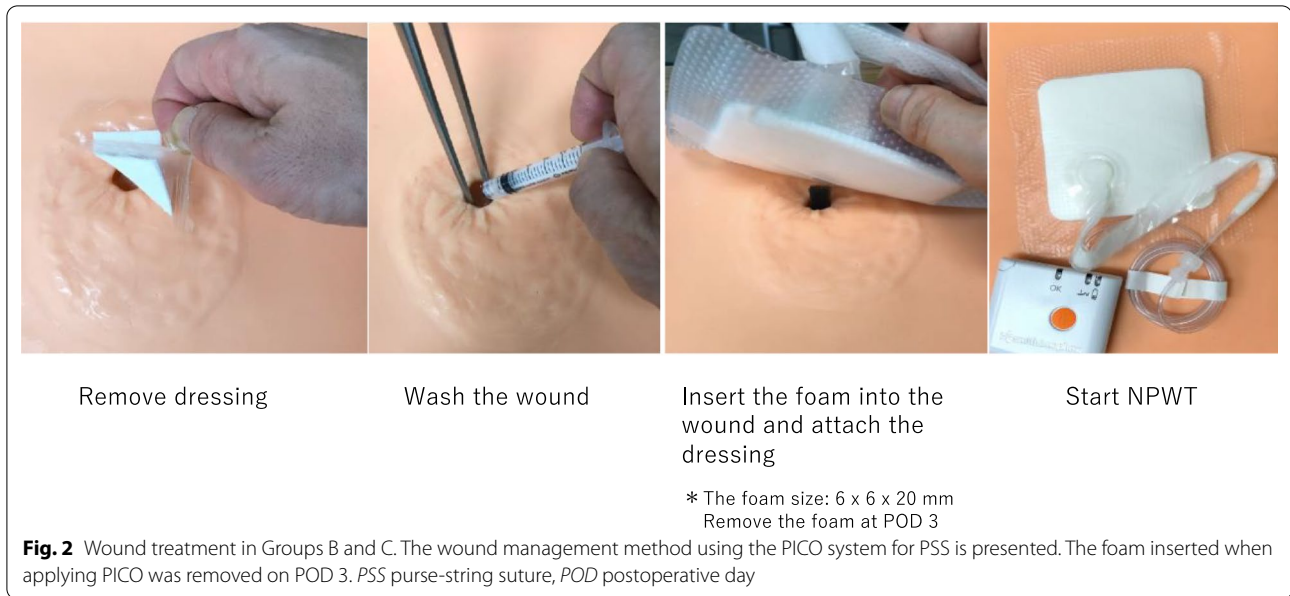 OK
Remove dressing
Wash the wound
Insert the foam into the
wound and attach the
dressing
Start NPWT
* The foam size: 6 x 6 x 20 mm
Remove the foam at POD 3
Fig. 2 Wound treatment in Groups B and C. The wound management method using the PICO system for PSS is presented. The foam inserted when
applying PICO was removed on POD 3. PSS purse-string suture, POD postoperative day